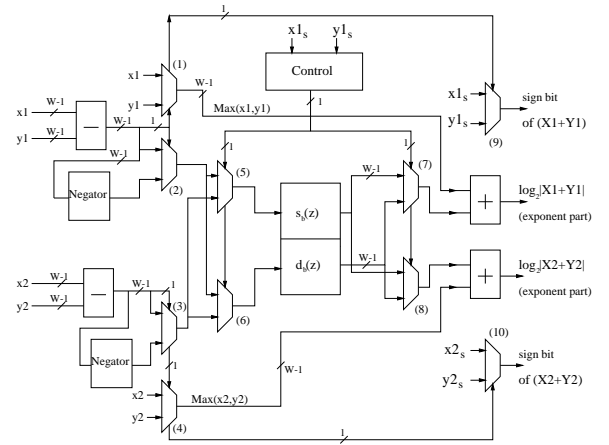 1
x1ₛ y1ₛ
Control
(1)
x1
y1
W-1
Max(x1,y1)
1
x1ₛ
y1ₛ
(9)
sign bit
of (X1+Y1)
W-1
x1
W-1
y1
—
W-1
1
W-1
Negator
(2)
1
(5)
1
(7)
W-1
s_b(z)
d_b(z)
W-1
+
log₂|X1+Y1|
(exponent part)
+
log₂|X2+Y2|
(exponent part)
(6)
(8)
W-1
x2
W-1
y2
—
W-1
1
(3)
Negator
1
x2
y2
(4)
Max(x2,y2)
W-1
(10)
x2ₛ
y2ₛ
sign bit
of (X2+Y2)
1